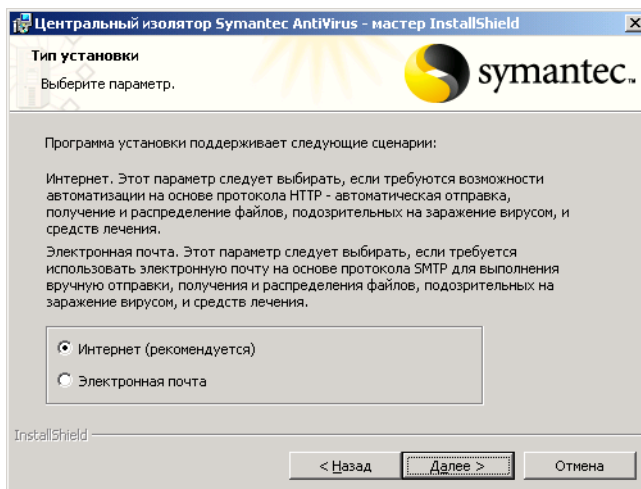 Центральный изолятор Symantec AntiVirus - мастер InstallShield
Тип установки
Выберите параметр.
symantec™
Программа установки поддерживает следующие сценарии:
Интернет. Этот параметр следует выбирать, если требуются возможности
автоматизации на основе протокола HTTP - автоматическая отправка,
получение и распределение файлов, подозрительных на заражение вирусом, и
средств лечения.
Электронная почта. Этот параметр следует выбирать, если требуется
использовать электронную почту на основе протокола SMTP для выполнения
вручную отправки, получения и распределения файлов, подозрительных на
заражение вирусом, и средств лечения.
Интернет (рекомендуется)
Электронная почта
InstallShield
< Назад
Далее >
Отмена